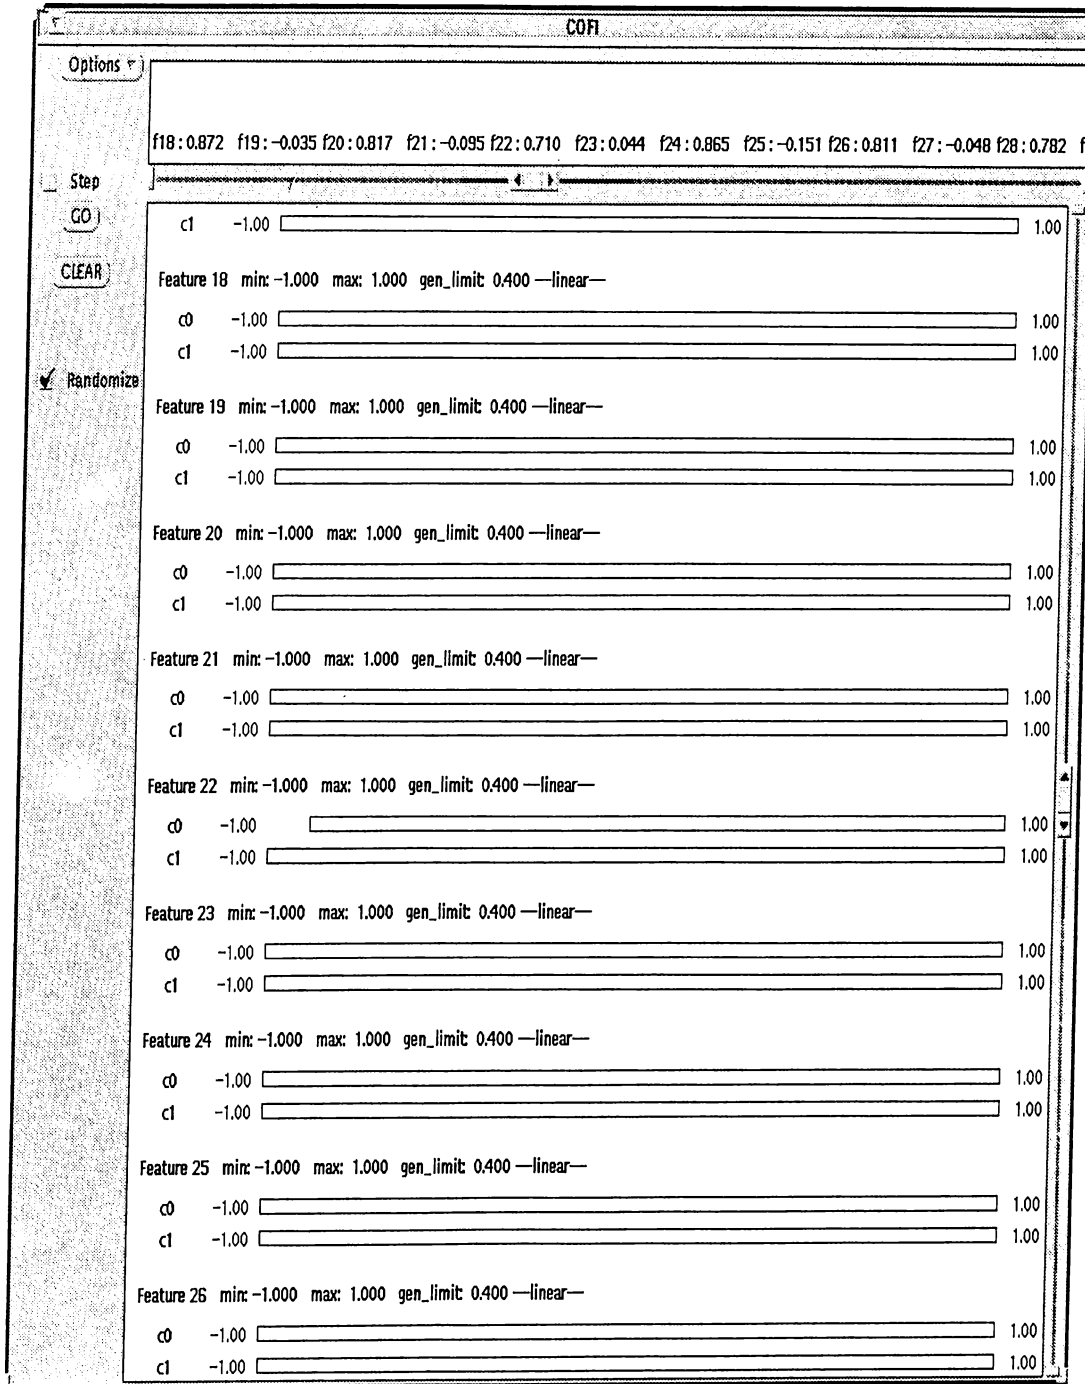 COFI
Options
f18 : 0.872 f19 : -0.035 f20 : 0.817 f21 : -0.095 f22 : 0.710 f23 : 0.044 f24 : 0.865 f25 : -0.151 f26 : 0.811 f27 : -0.048 f28 : 0.782 f
Step
GO
c1 -1.00 1.00
CLEAR
Feature 18 min: -1.000 max: 1.000 gen_limit: 0.400 —linear—
c0 -1.00 1.00
c1 -1.00 1.00
Randomize
Feature 19 min: -1.000 max: 1.000 gen_limit: 0.400 —linear—
c0 -1.00 1.00
c1 -1.00 1.00
Feature 20 min: -1.000 max: 1.000 gen_limit: 0.400 —linear—
c0 -1.00 1.00
c1 -1.00 1.00
Feature 21 min: -1.000 max: 1.000 gen_limit: 0.400 —linear—
c0 -1.00 1.00
c1 -1.00 1.00
Feature 22 min: -1.000 max: 1.000 gen_limit: 0.400 —linear—
c0 -1.00 1.00
c1 -1.00 1.00
Feature 23 min: -1.000 max: 1.000 gen_limit: 0.400 —linear—
c0 -1.00 1.00
c1 -1.00 1.00
Feature 24 min: -1.000 max: 1.000 gen_limit: 0.400 —linear—
c0 -1.00 1.00
c1 -1.00 1.00
Feature 25 min: -1.000 max: 1.000 gen_limit: 0.400 —linear—
c0 -1.00 1.00
c1 -1.00 1.00
Feature 26 min: -1.000 max: 1.000 gen_limit: 0.400 —linear—
c0 -1.00 1.00
c1 -1.00 1.00